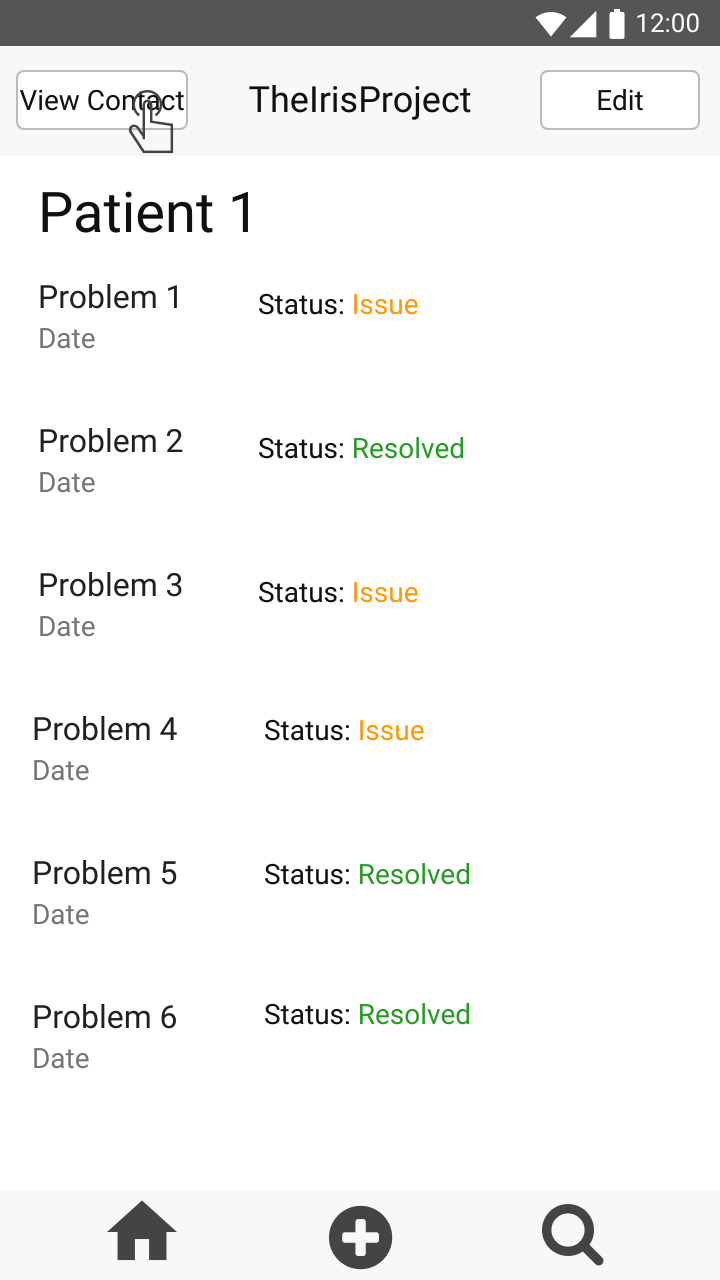 12:00
View Contact TheIrisProject Edit
Patient 1
Problem 1 Status: Issue
Date
Problem 2 Status: Resolved
Date
Problem 3 Status: Issue
Date
Problem 4 Status: Issue
Date
Problem 5 Status: Resolved
Date
Problem 6 Status: Resolved
Date